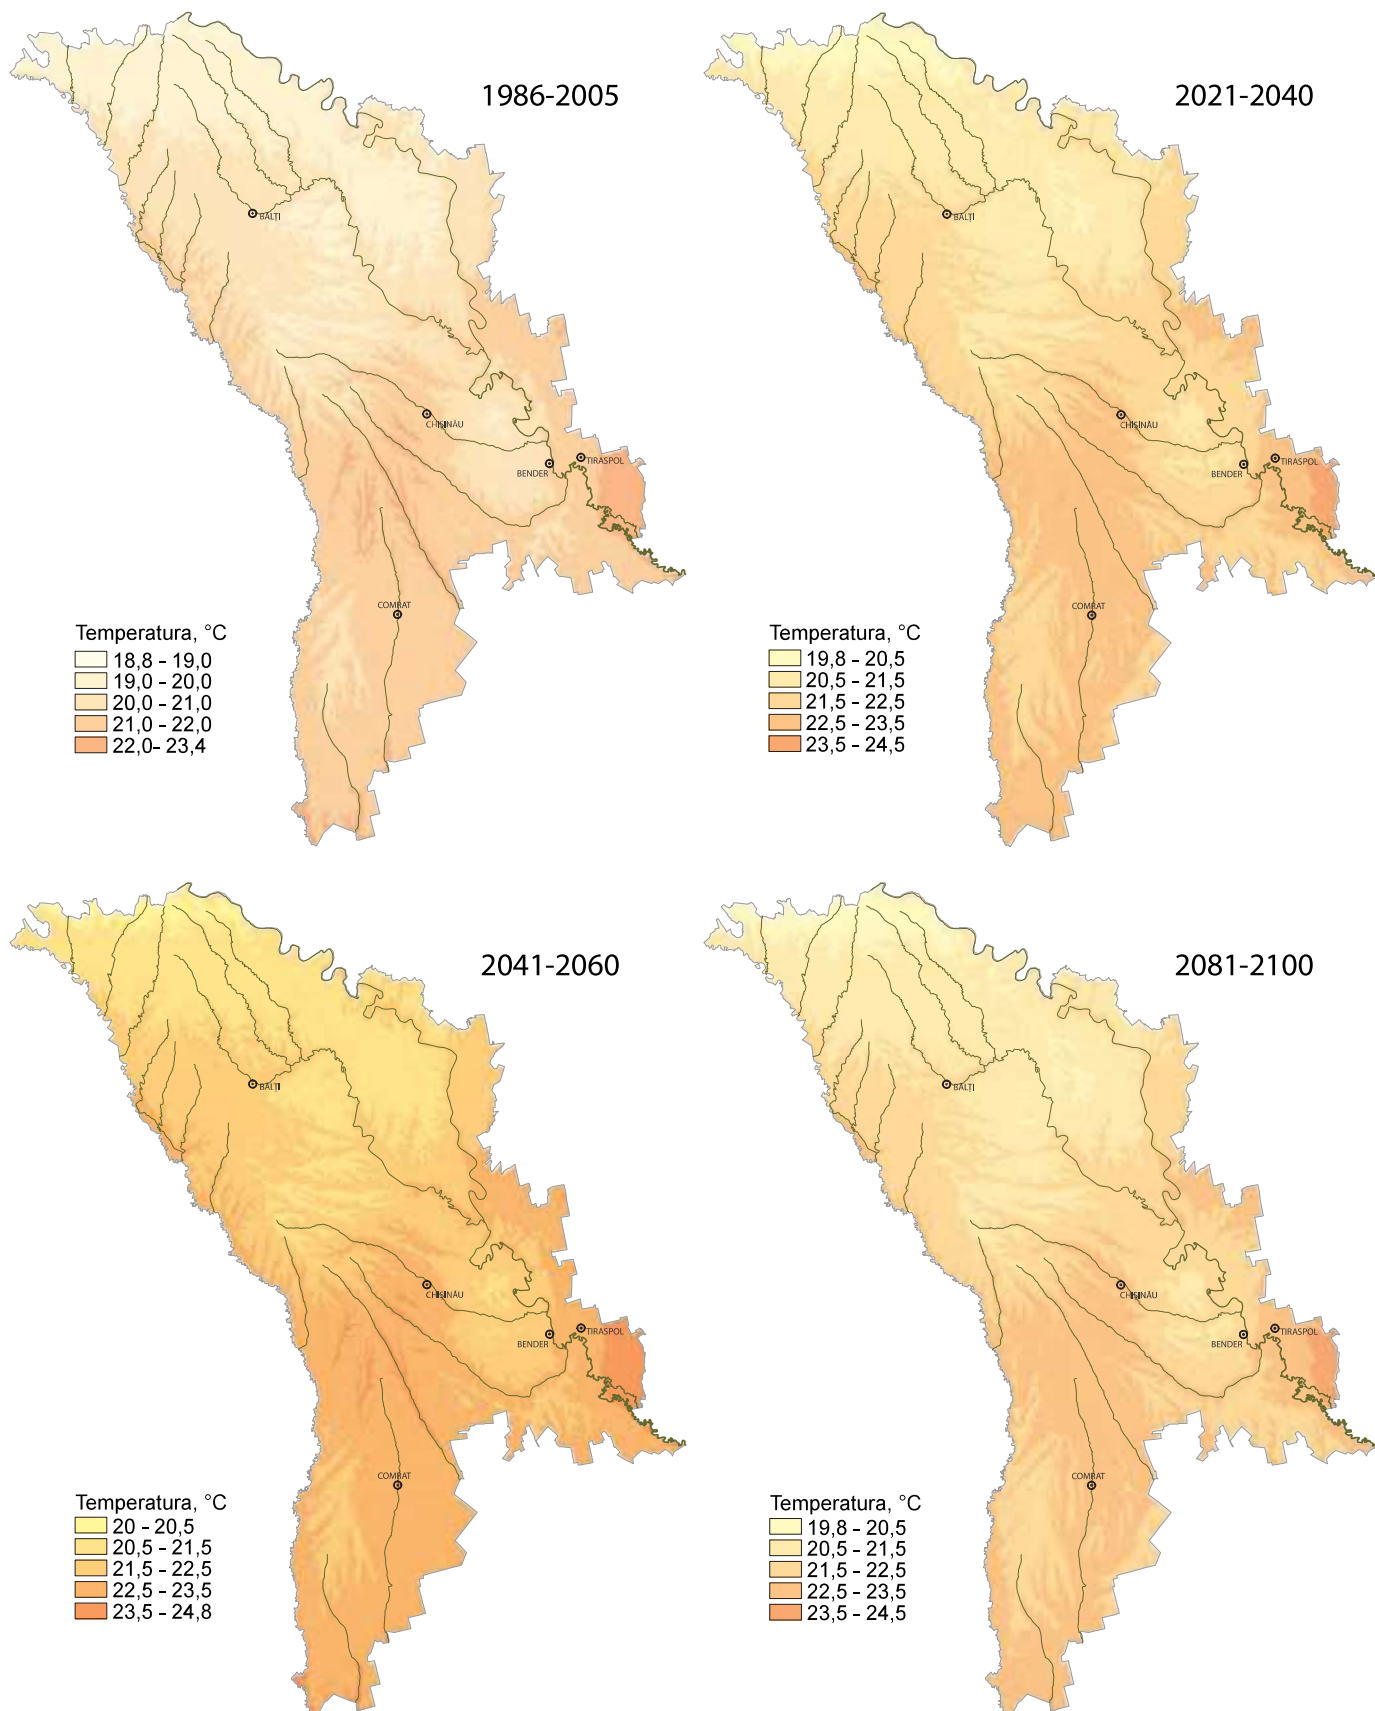 1986-2005
BĂLȚI
CHIȘINĂU
BENDER
TIRASPOL
COMRAT
Temperatura, °C
18,8 - 19,0
19,0 - 20,0
20,0 - 21,0
21,0 - 22,0
22,0- 23,4
2021-2040
BĂLȚI
CHIȘINĂU
BENDER
TIRASPOL
COMRAT
Temperatura, °C
19,8 - 20,5
20,5 - 21,5
21,5 - 22,5
22,5 - 23,5
23,5 - 24,5
2041-2060
BĂLȚI
CHIȘINĂU
BENDER
TIRASPOL
COMRAT
Temperatura, °C
20 - 20,5
20,5 - 21,5
21,5 - 22,5
22,5 - 23,5
23,5 - 24,8
2081-2100
BĂLȚI
CHIȘINĂU
BENDER
TIRASPOL
COMRAT
Temperatura, °C
19,8 - 20,5
20,5 - 21,5
21,5 - 22,5
22,5 - 23,5
23,5 - 24,5